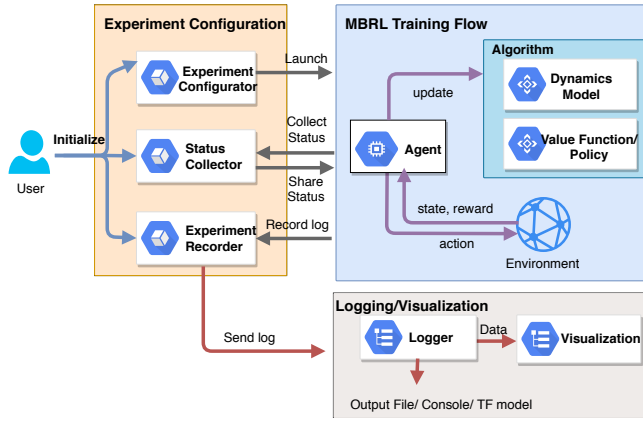 Experiment Configuration
MBRL Training Flow
Algorithm
Experiment
Configurator
Launch
Dynamics
Model
update
Collect
Status
Initialize
Status
Collector
Agent
Value Function/
Policy
User
Share
Status
state, reward
Experiment
Recorder
Record log
action
Environment
Logging/Visualization
Send log
Logger
Data
Visualization
Output File/ Console/ TF model